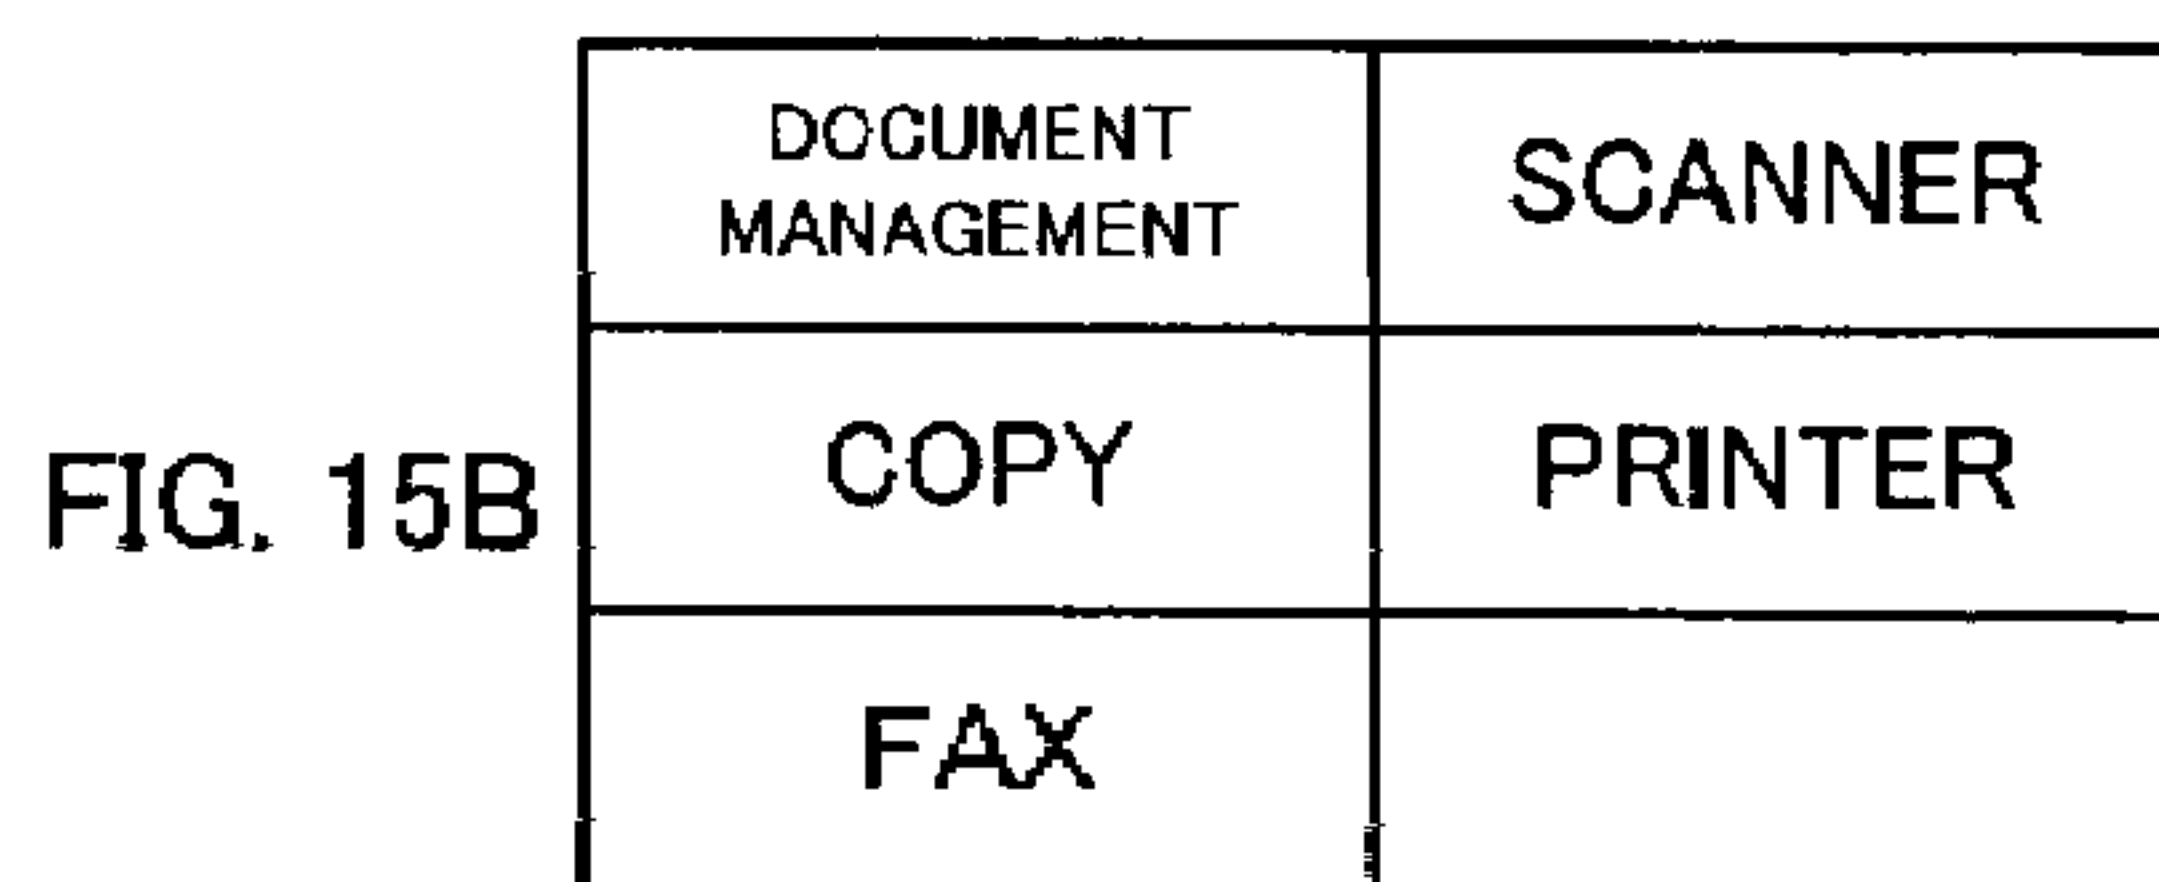 DOCUMENT
MANAGEMENT
SCANNER
COPY
PRINTER
FIG. 15B
FAX